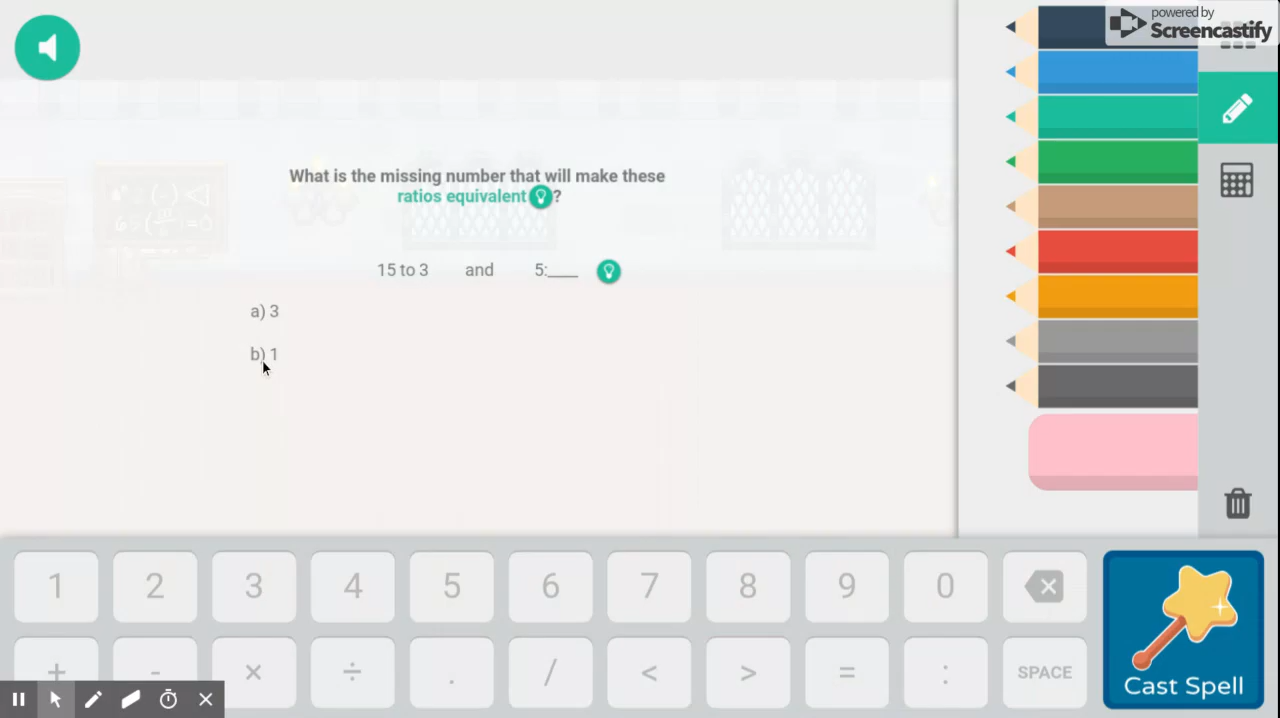 powered by
Screencastify
What is the missing number that will make these
ratios equivalent ?
15 to 3 and 5:____
a) 3
b) 1
1 2 3 4 5 6 7 8 9 0
+ - × ÷ . / < > = : SPACE
Cast Spell